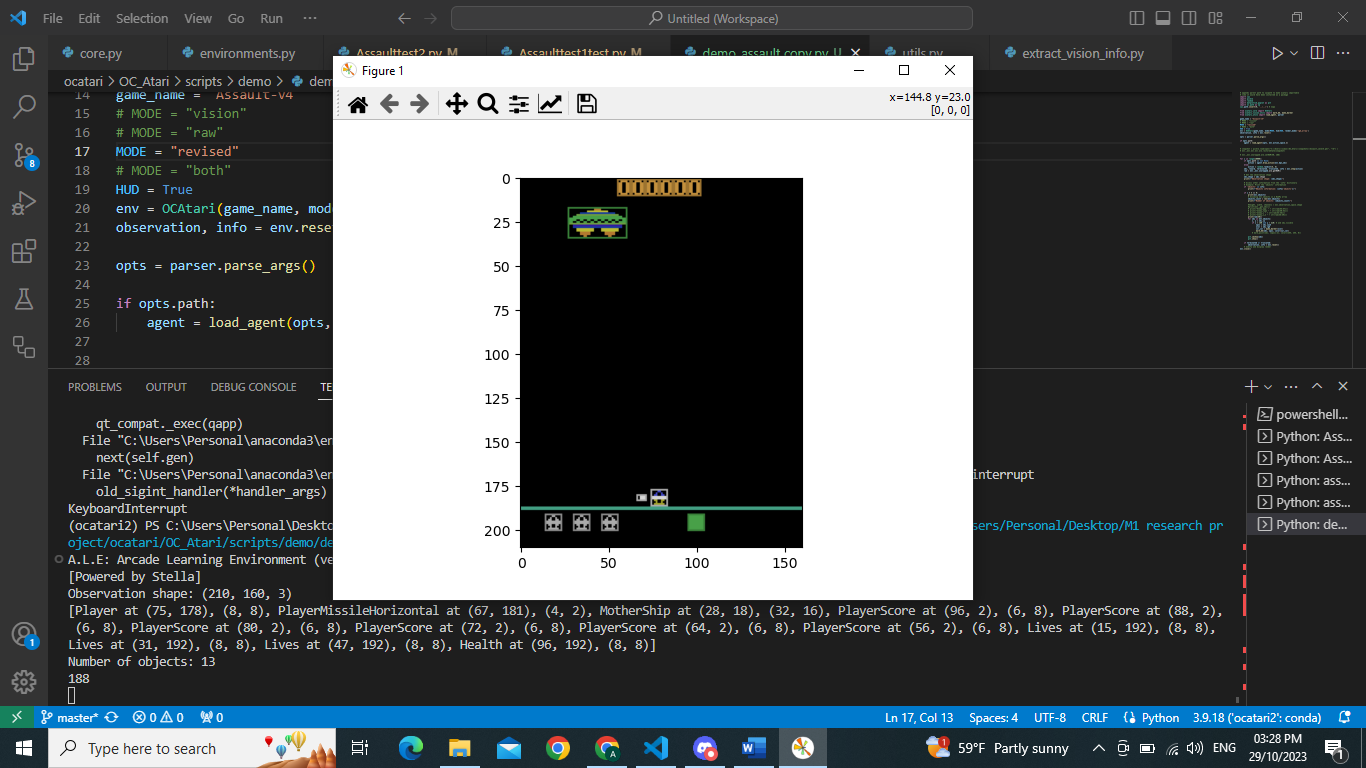 File Edit Selection View Go Run ··· Untitled (Workspace)
core.py environments.py Assaulttest2.py M Assaulttest1test.py M demo_assault copy.py U utils.py extract_vision_info.py
Figure 1
ocatari > OC_Atari > scripts > demo >
x=144.8 y=23.0
[0, 0, 0]
14 game_name = "Assault-v4"
15 # MODE = "vision"
16 # MODE = "raw"
17 MODE = "revised"
18 # MODE = "both"
19 HUD = True
20 env = OCAtari(game_name, mod
21 observation, info = env.rese
22
23 opts = parser.parse_args()
24
25 if opts.path:
26 agent = load_agent(opts,
27
28
0
25
50
75
100
125
150
175
200
0 50 100 150
000000
PROBLEMS OUTPUT DEBUG CONSOLE TE
qt_compat._exec(qapp)
File "C:\Users\Personal\anaconda3\en
next(self.gen)
File "C:\Users\Personal\anaconda3\en interrupt
old_sigint_handler(*handler_args)
KeyboardInterrupt
(ocatari2) PS C:\Users\Personal\Deskto ers/Personal/Desktop/M1 research pr
oject/ocatari/OC_Atari/scripts/demo/de
A.L.E: Arcade Learning Environment (ve
[Powered by Stella]
Observation shape: (210, 160, 3)
[Player at (75, 178), (8, 8), PlayerMissileHorizontal at (67, 181), (4, 2), MotherShip at (28, 18), (32, 16), PlayerScore at (96, 2), (6, 8), PlayerScore at (88, 2),
(6, 8), PlayerScore at (80, 2), (6, 8), PlayerScore at (72, 2), (6, 8), PlayerScore at (64, 2), (6, 8), PlayerScore at (56, 2), (6, 8), Lives at (15, 192), (8, 8),
Lives at (31, 192), (8, 8), Lives at (47, 192), (8, 8), Health at (96, 192), (8, 8)]
Number of objects: 13
188
powershell...
Python: Ass...
Python: Ass...
Python: ass...
Python: ass...
Python: de...
8
1
master* 0 0 0 Ln 17, Col 13 Spaces: 4 UTF-8 CRLF Python 3.9.18 ('ocatari2': conda)
Type here to search 59°F Partly sunny ENG 03:28 PM
29/10/2023
1